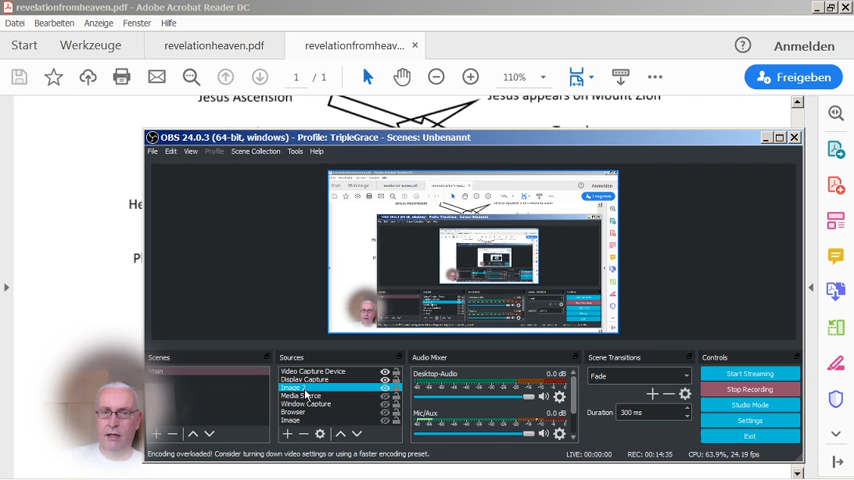 revelationfromheaven.pdf - Adobe Acrobat Reader DC
Datei Bearbeiten Anzeige Fenster Hilfe
Start Werkzeuge revelationheaven.pdf revelationfromheav... × Anmelden
1 / 1 110% Freigeben
Jesus Ascension Jesus appears on Mount Zion
OBS 24.0.3 (64-bit, windows) - Profile: TripleGrace - Scenes: Unbenannt
File Edit View Profile Scene Collection Tools Help
Scenes Sources Audio Mixer Scene Transitions Controls
Main
Video Capture Device
Display Capture
Image 2
Media Source
Window Capture
Browser
Image
Desktop-Audio 0.0 dB
Mic/Aux 0.0 dB
Fade
Duration 300 ms
Start Streaming
Stop Recording
Studio Mode
Settings
Exit
Encoding overloaded! Consider turning down video settings or using a faster encoding preset. LIVE: 00:00:00 REC: 00:14:35 CPU: 63.9%, 24.19 fps